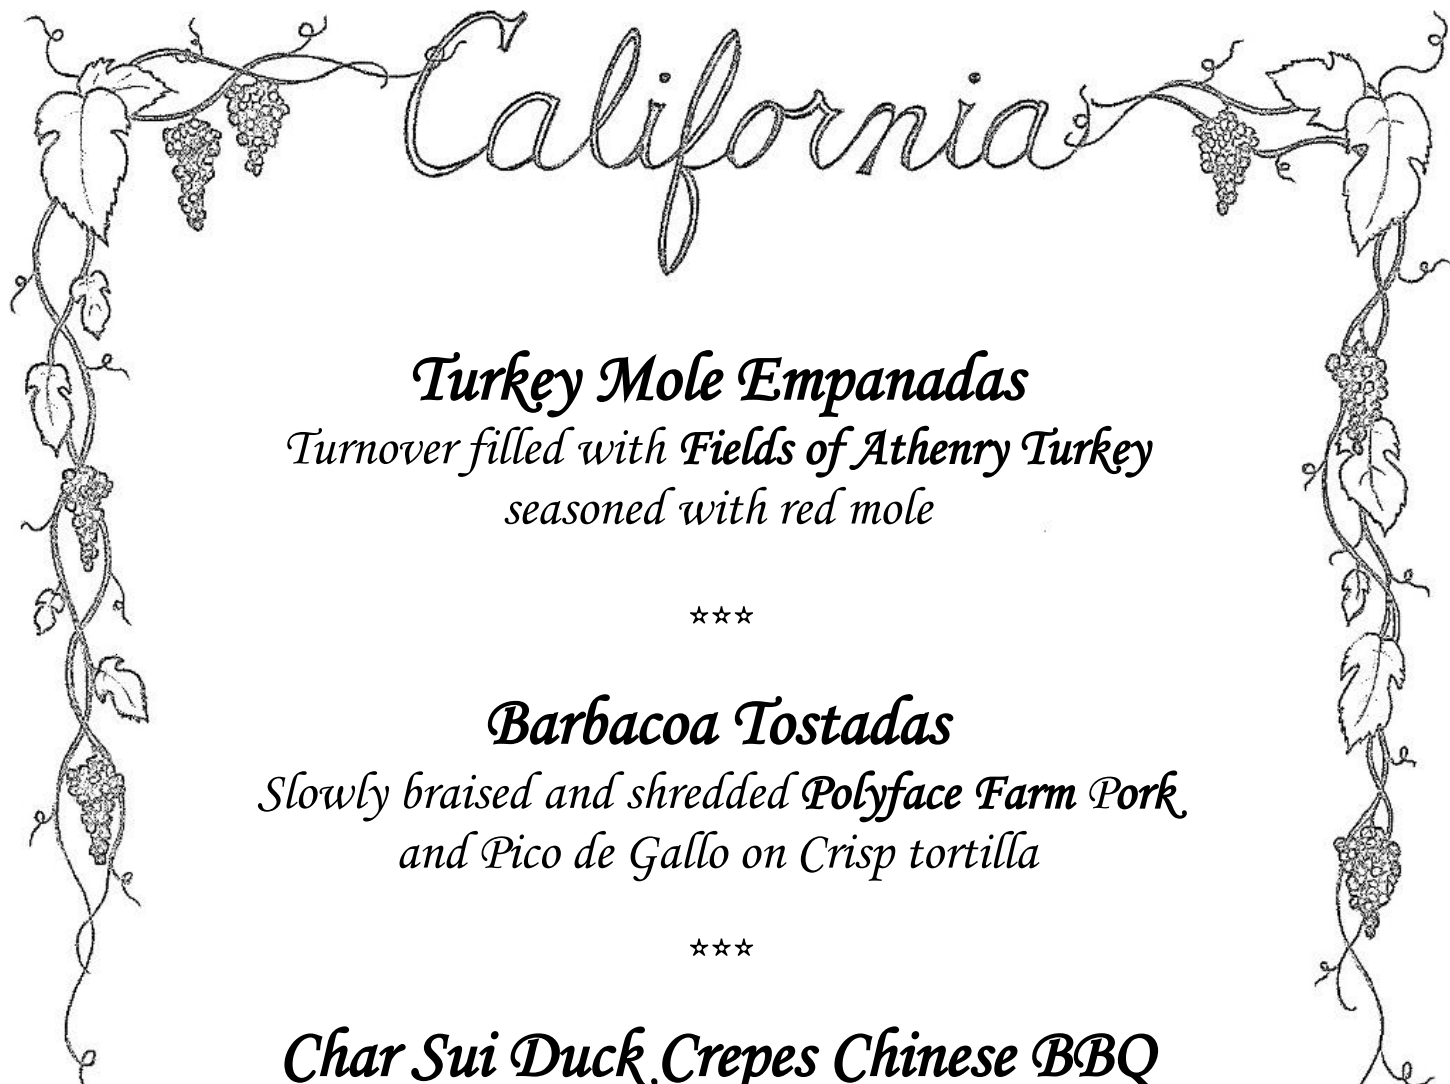 California
Turkey Mole Empanadas
Turnover filled with Fields of Athenry Turkey
seasoned with red mole
***
Barbacoa Tostadas
Slowly braised and shredded Polyface Farm Pork
and Pico de Gallo on Crisp tortilla
***
Char Sui Duck Crepes Chinese BBQ